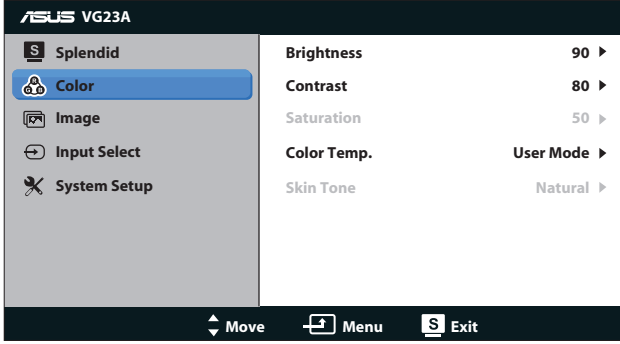 ASUS VG23A
S Splendid
Color
Image
Input Select
System Setup
Brightness 90
Contrast 80
Saturation 50
Color Temp. User Mode
Skin Tone Natural
Move Menu S Exit